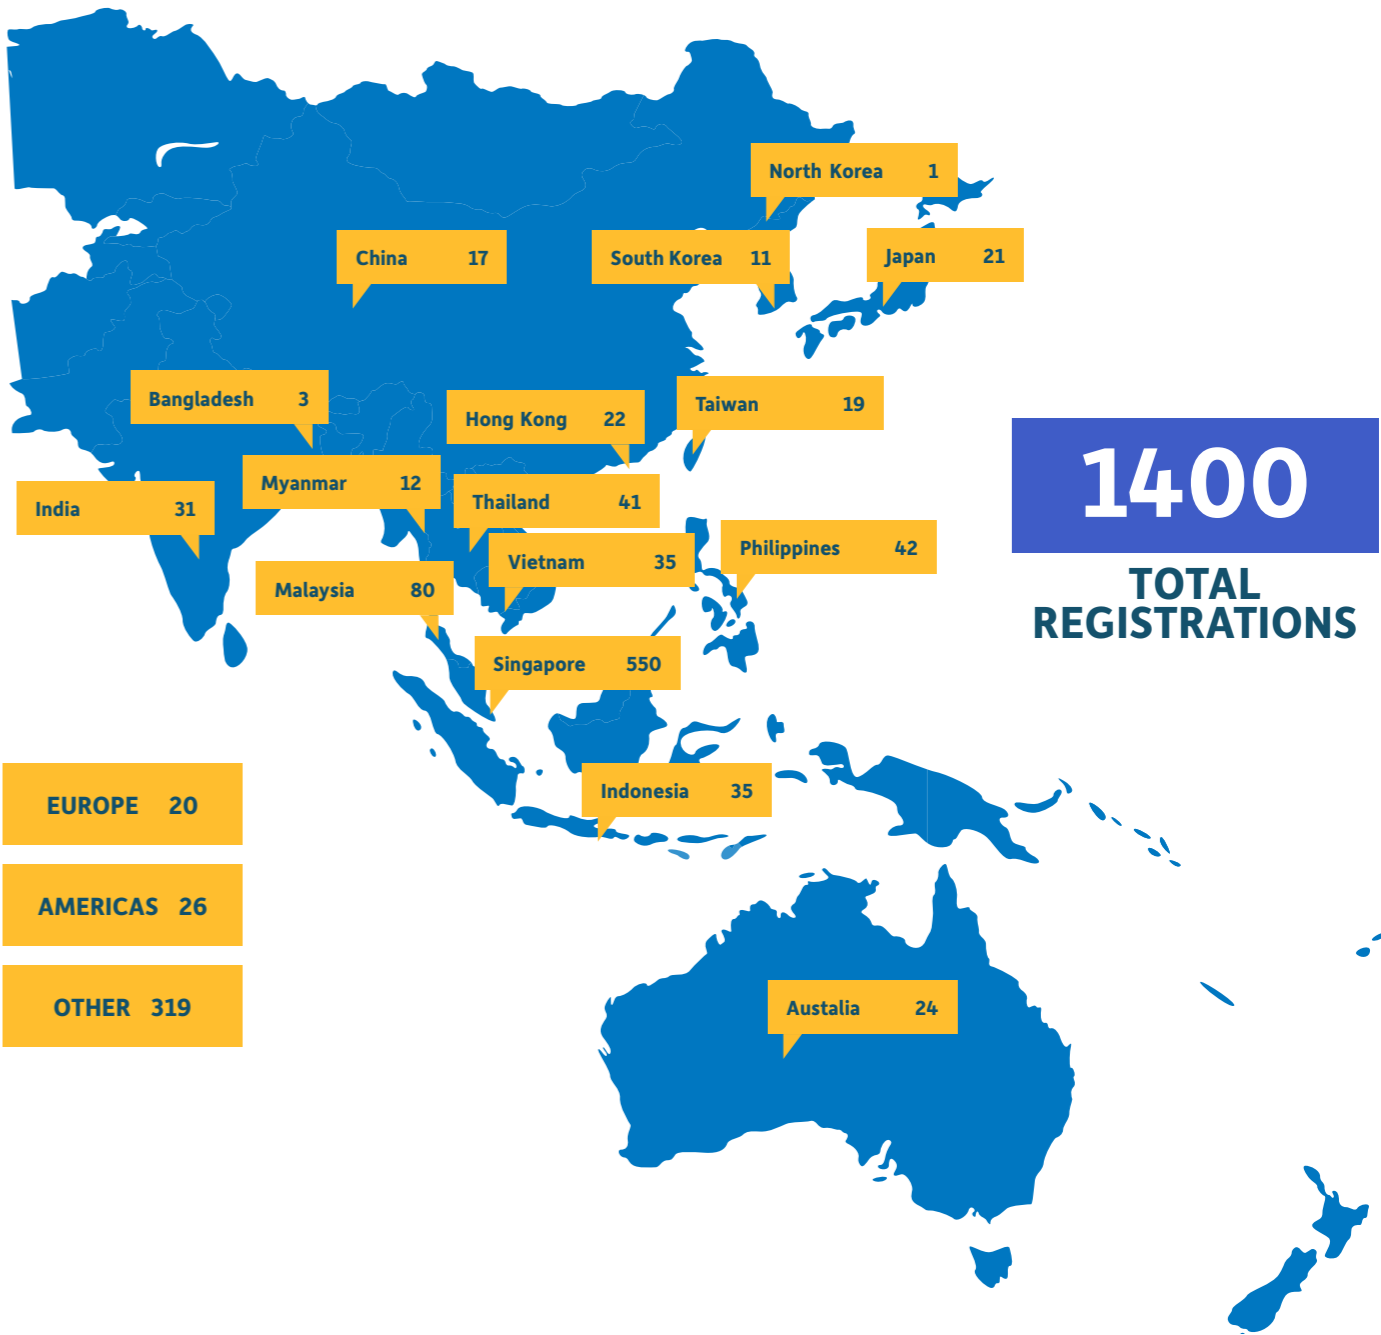 North Korea 1
China 17
South Korea 11
Japan 21
Bangladesh 3
Hong Kong 22
Taiwan 19
India 31
Myanmar 12
Thailand 41
Vietnam 35
Philippines 42
Malaysia 80
Singapore 550
Indonesia 35
Austalia 24
1400
TOTAL
REGISTRATIONS
EUROPE 20
AMERICAS 26
OTHER 319